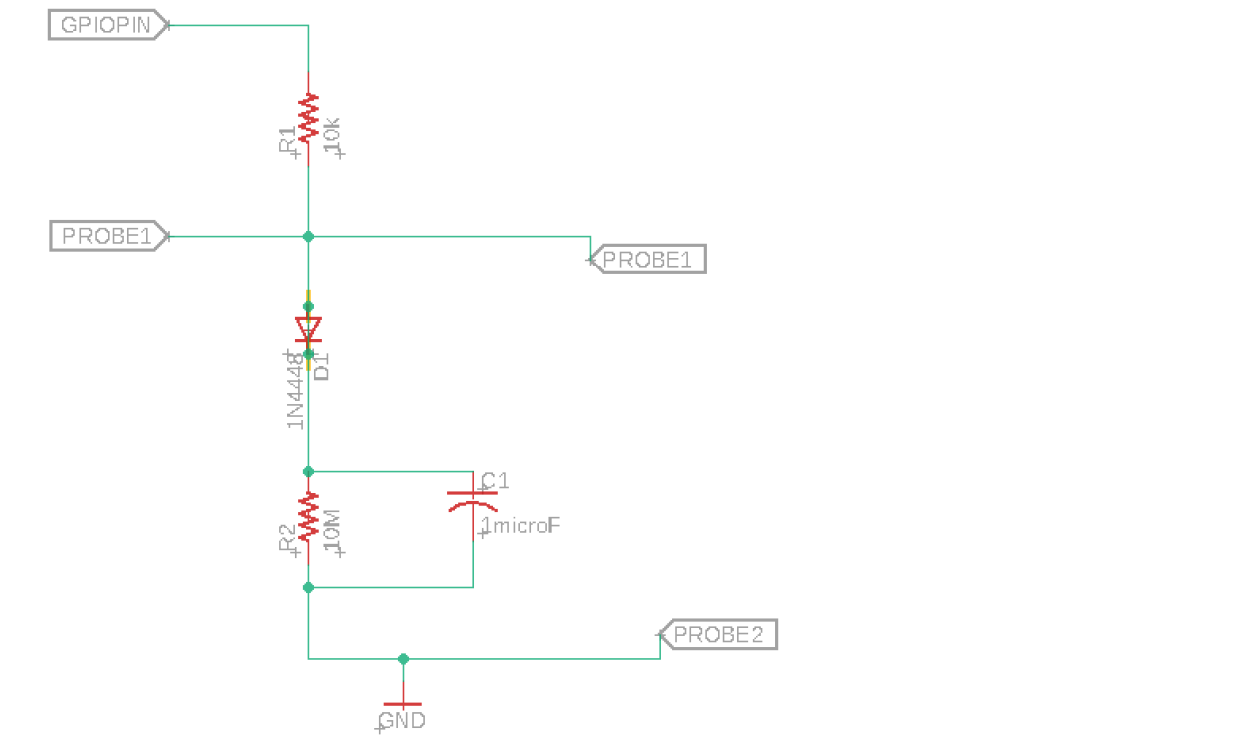 GPIOPIN
R1
10k
PROBE1
PROBE1
1N4448
D1
C1
1microF
R2
10M
PROBE2
GND